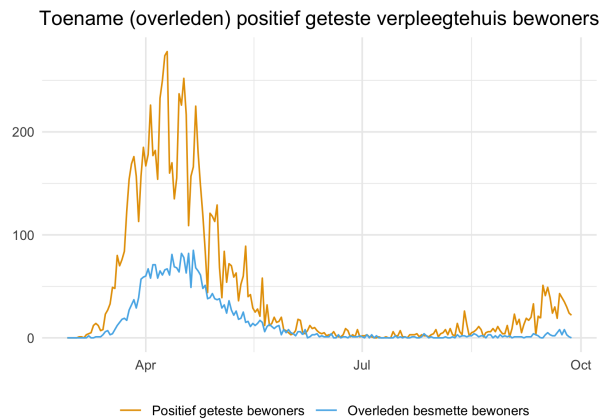 Toename (overleden) positief geteste verpleegtehuis bewoners
200
100
0
Apr
Jul
Oct
Positief geteste bewoners
Overleden besmette bewoners